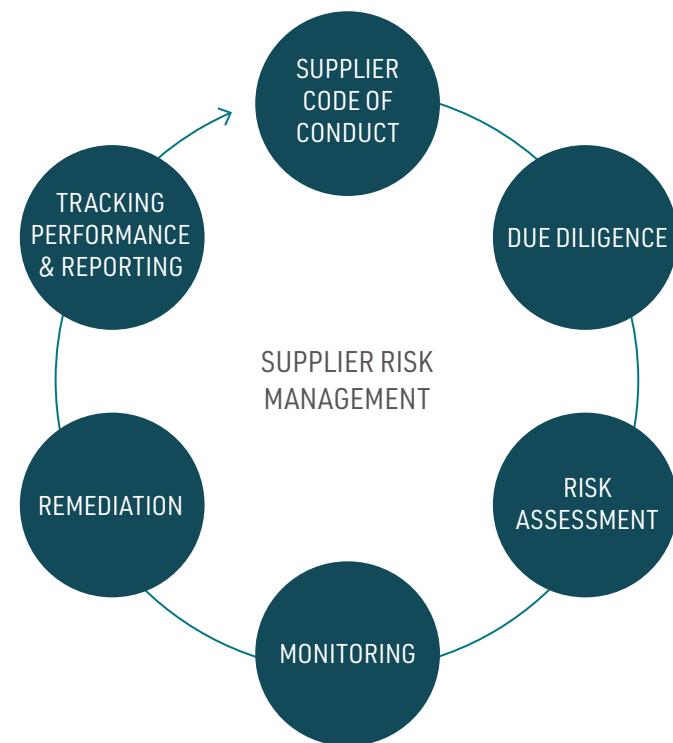 SUPPLIER
CODE OF
CONDUCT
DUE DILIGENCE
RISK
ASSESSMENT
MONITORING
REMEDIATION
TRACKING
PERFORMANCE
& REPORTING
SUPPLIER RISK
MANAGEMENT